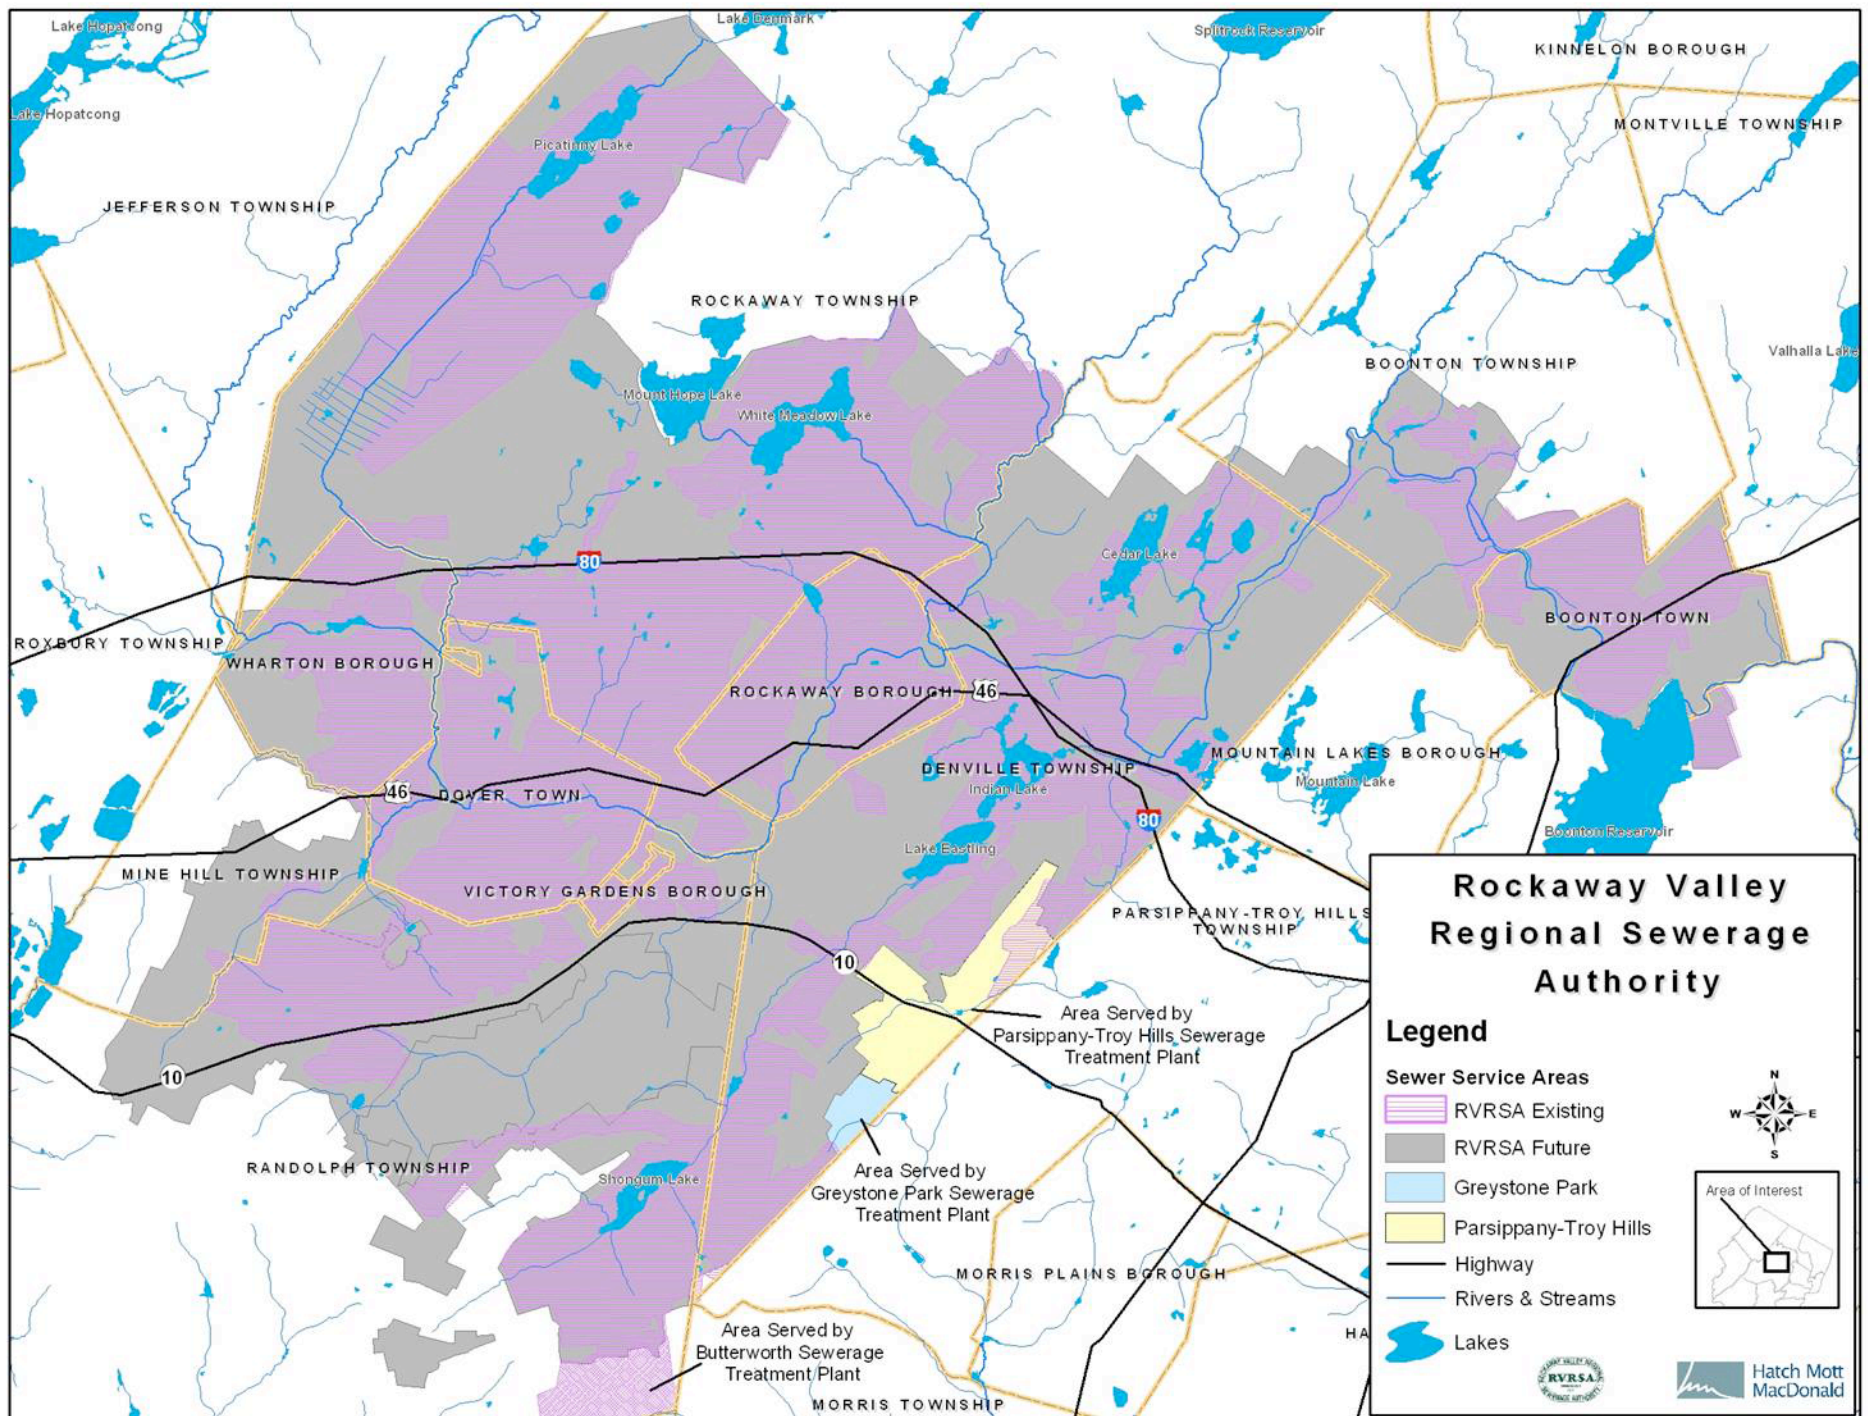 Lake Hopatcong
Lake Denmark
Splitrock Reservoir
KINNELON BOROUGH
Lake Hopatcong
MONTVILLE TOWNSHIP
Picatinny Lake
JEFFERSON TOWNSHIP
ROCKAWAY TOWNSHIP
Valhalla Lake
BOONTON TOWNSHIP
Mount Hope Lake
White Meadow Lake
80
Cedar Lake
BOONTON TOWN
ROXBURY TOWNSHIP
WHARTON BOROUGH
ROCKAWAY BOROUGH
46
MOUNTAIN LAKES BOROUGH
DENVILLE TOWNSHIP
Mountain Lake
Indian Lake
46
DOVER TOWN
80
Boonton Reservoir
Lake Eastling
MINE HILL TOWNSHIP
VICTORY GARDENS BOROUGH
PARSIPPANY-TROY HILLS
TOWNSHIP
10
Area Served by
Parsippany-Troy Hills Sewerage
Treatment Plant
10
RANDOLPH TOWNSHIP
Shongum Lake
Area Served by
Greystone Park Sewerage
Treatment Plant
MORRIS PLAINS BOROUGH
Area Served by
Butterworth Sewerage
Treatment Plant
MORRIS TOWNSHIP
HA
Rockaway Valley
Regional Sewerage
Authority
Legend
Sewer Service Areas
RVRSA Existing
RVRSA Future
Greystone Park
Parsippany-Troy Hills
Highway
Rivers & Streams
Lakes
N
W E
S
Area of Interest
RVRSA
Hatch Mott
MacDonald